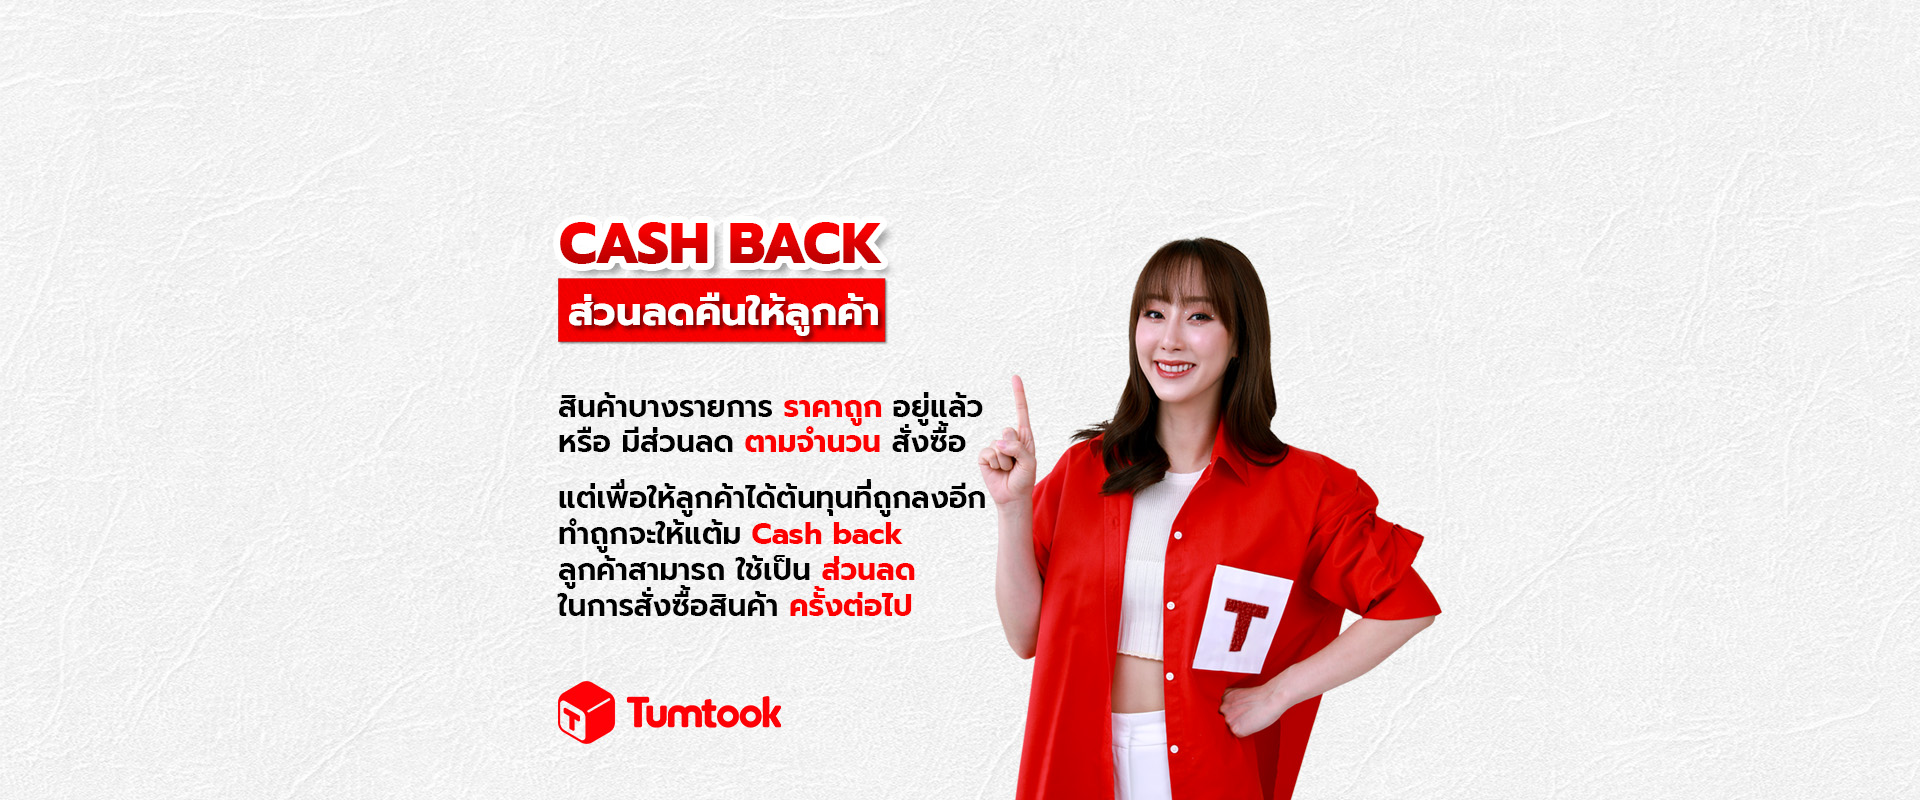 CASH BACK
ส่วนลดคืนให้ลูกค้า
สินค้าบางรายการ ราคาถูก อยู่แล้ว
หรือ มีส่วนลด ตามจำนวน สั่งซื้อ
แต่เพื่อให้ลูกค้าได้ต้นทุนที่ถูกลงอีก
ทำถูกจะให้แต้ม Cash back
ลูกค้าสามารถ ใช้เป็น ส่วนลด
ในการสั่งซื้อสินค้า ครั้งต่อไป
T
T Tumtook